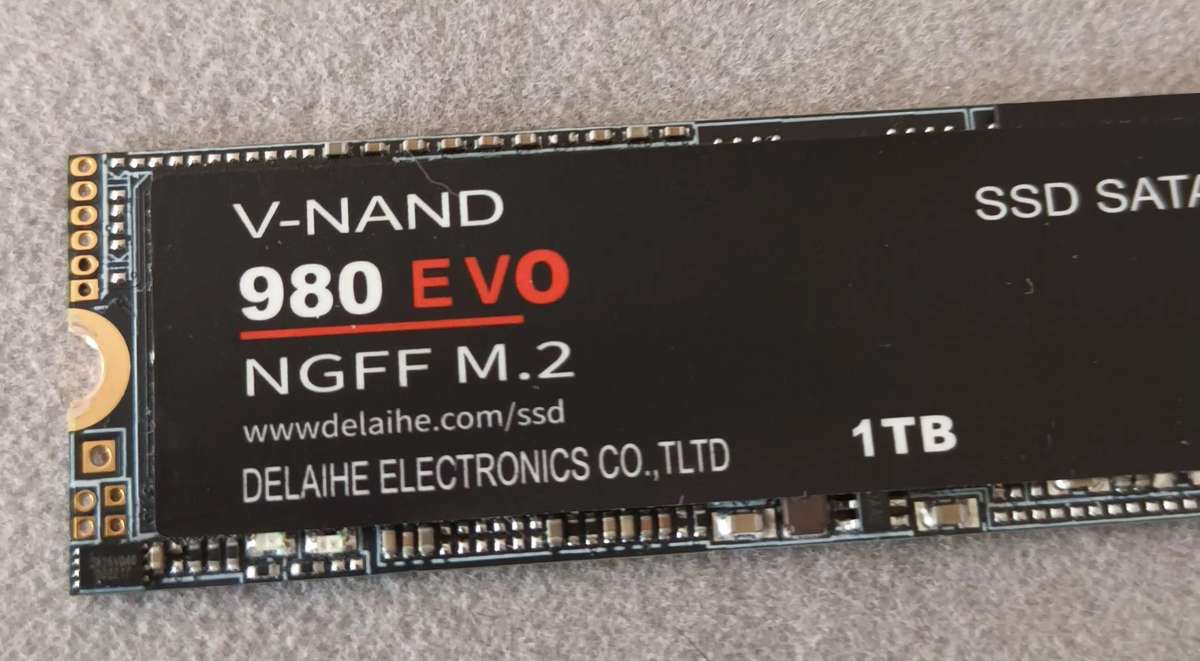 V-NAND
SSD SATA
980 EVO
NGFF M.2
wwwdelaihe.com/ssd
1TB
DELAIHE ELECTRONICS CO.,TLTD